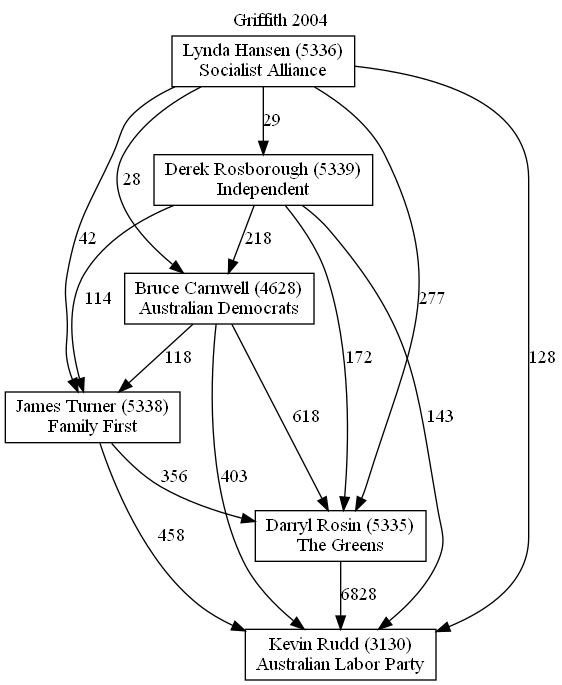 Griffith 2004
Lynda Hansen (5336)
Socialist Alliance
29
Derek Rosborough (5339)
Independent
28
42
218
114
277
Bruce Carnwell (4628)
Australian Democrats
172
128
118
143
James Turner (5338)
Family First
618
356
403
458
Darryl Rosin (5335)
The Greens
6828
Kevin Rudd (3130)
Australian Labor Party